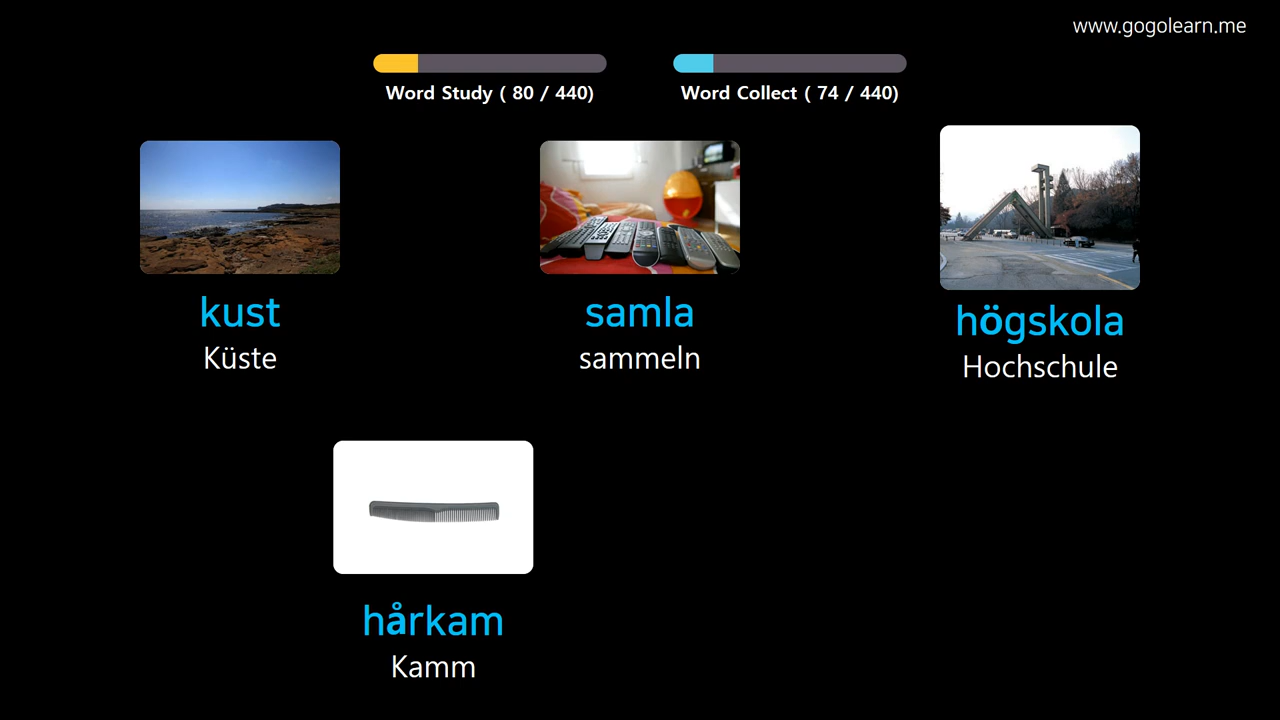 www.gogolearn.me
Word Study ( 80 / 440)
Word Collect ( 74 / 440)
kust
Küste
samla
sammeln
högskola
Hochschule
hårkam
Kamm